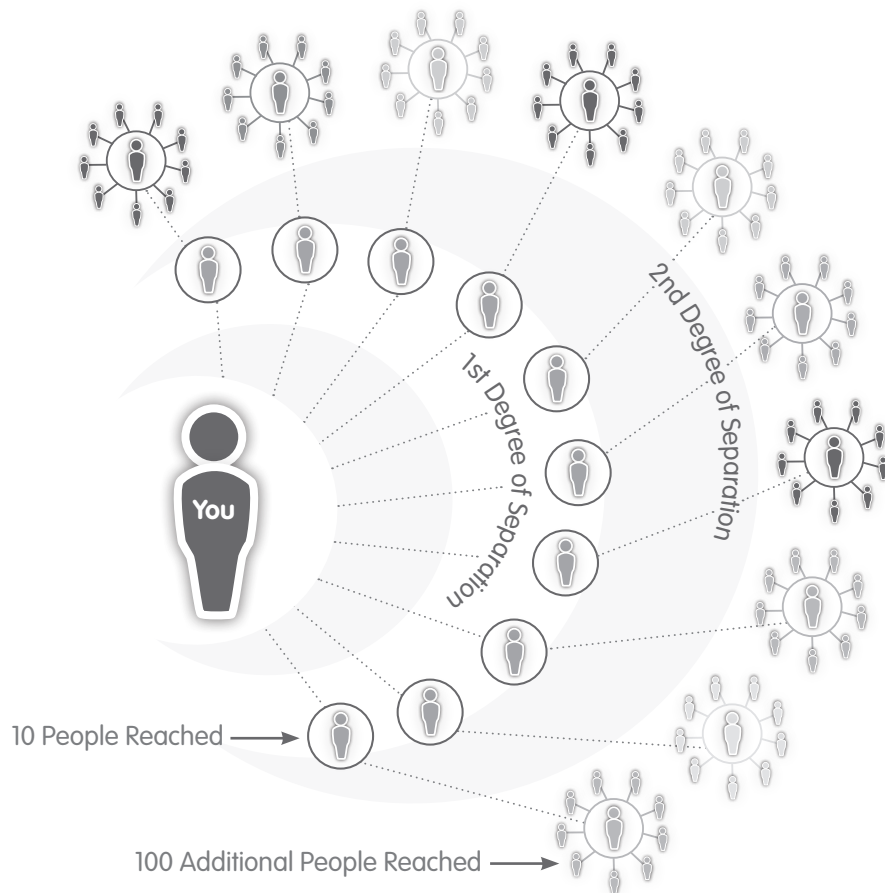 2nd Degree of Separation
1st Degree of Separation
You
10 People Reached
100 Additional People Reached